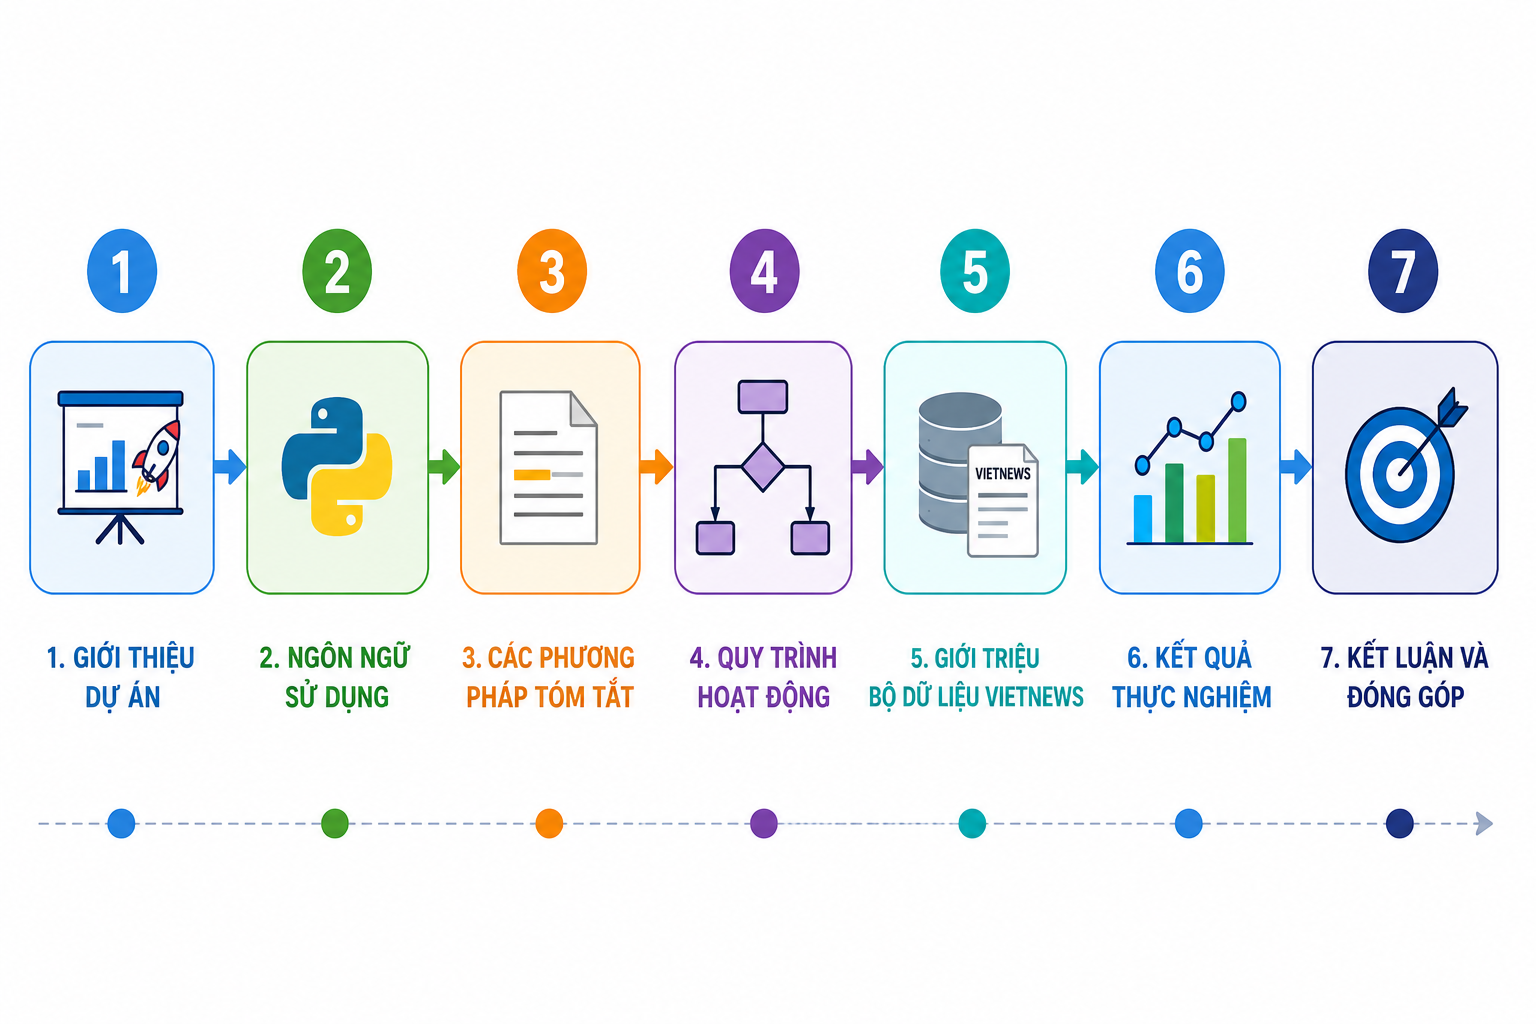 1
2
3
4
5
6
7
VIETNEWS
1. GIỚI THIỆU
DỰ ÁN
2. NGÔN NGỮ
SỬ DỤNG
3. CÁC PHƯƠNG
PHÁP TÓM TẮT
4. QUY TRÌNH
HOẠT ĐỘNG
5. GIỚI TRIỆU
BỘ DỮ LIỆU VIETNEWS
6. KẾT QUẢ
THỰC NGHIỆM
7. KẾT LUẬN VÀ
ĐÓNG GÓP